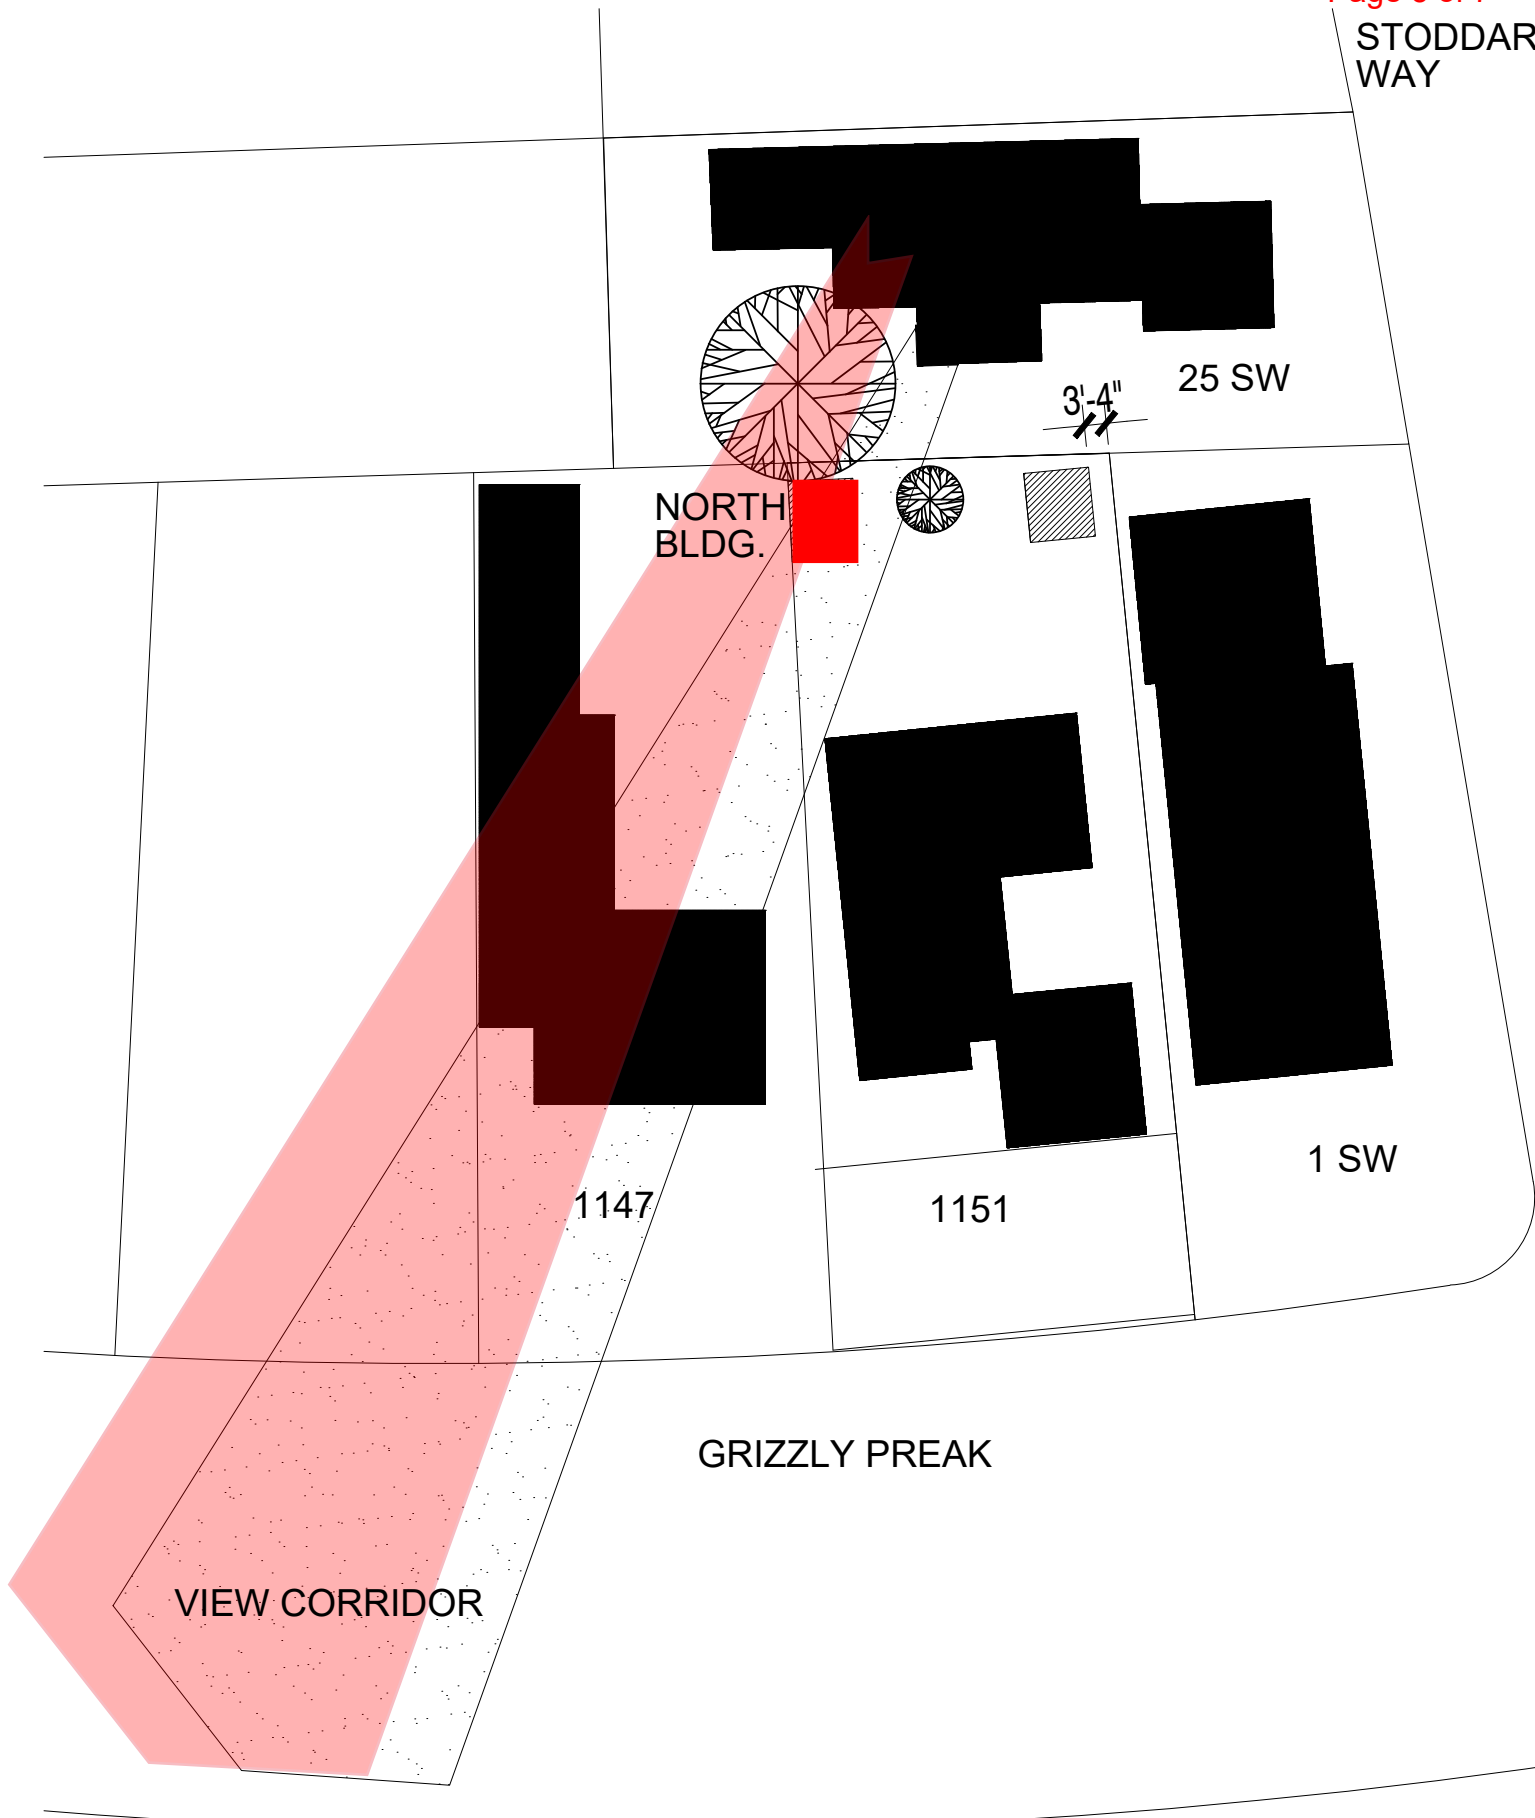 STODDAR
WAY
25 SW
3'-4"
NORTH
BLDG.
1 SW
1147
1151
GRIZZLY PREAK
VIEW CORRIDOR